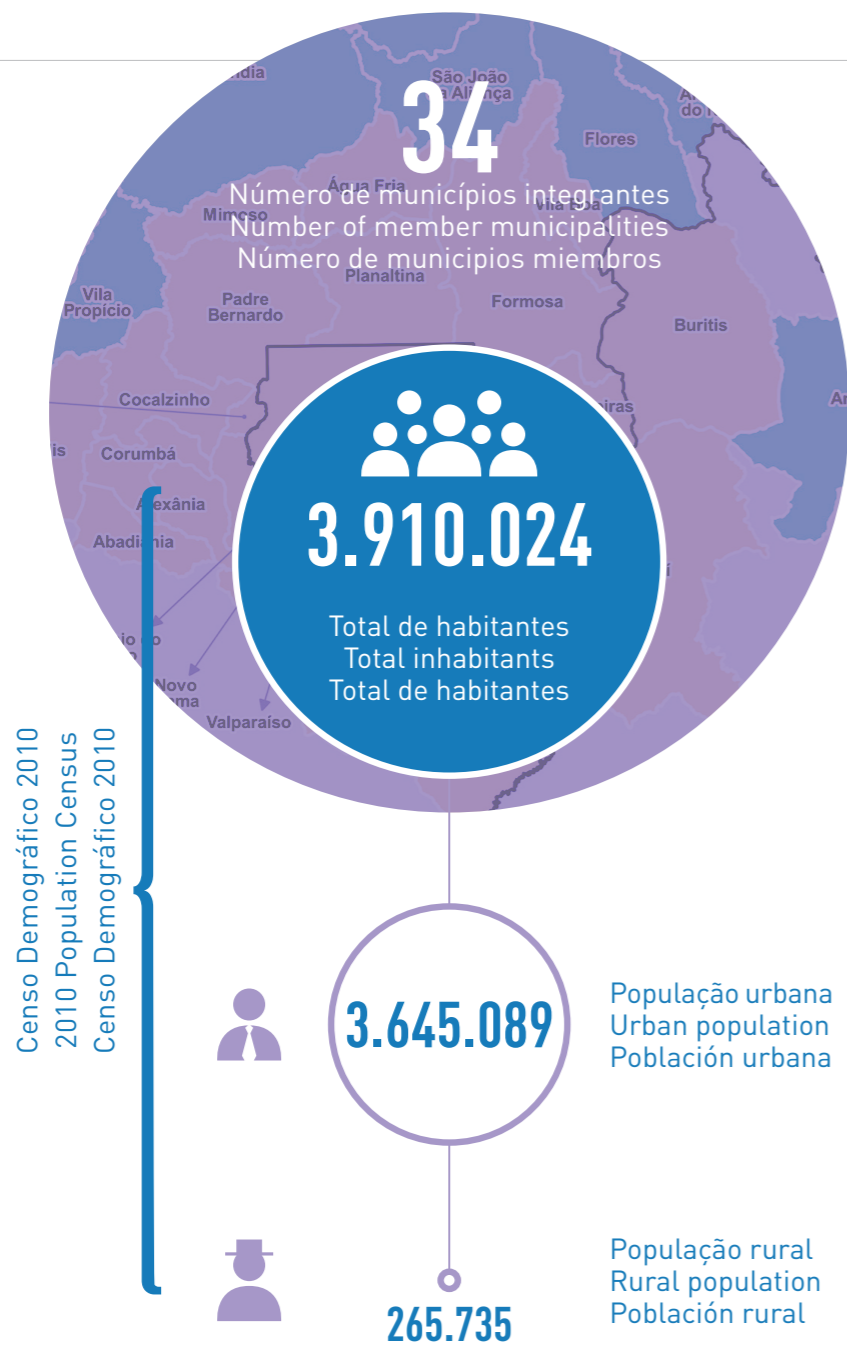 São João
Aliança
34
Flores
Número de municípios integrantes
Number of member municipalities
Número de municipios miembros
Água Fria
Mimoso
Vila Boa
Planaltina
Vila
Propício
Padre
Bernardo
Formosa
Buritis
Cocalzinho
Corumbá
Alexânia
Abadiânia
Novo
Valparaíso
3.910.024
Total de habitantes
Total inhabitants
Total de habitantes
Censo Demográfico 2010
2010 Population Census
Censo Demográfico 2010
3.645.089
População urbana
Urban population
Población urbana
265.735
População rural
Rural population
Población rural